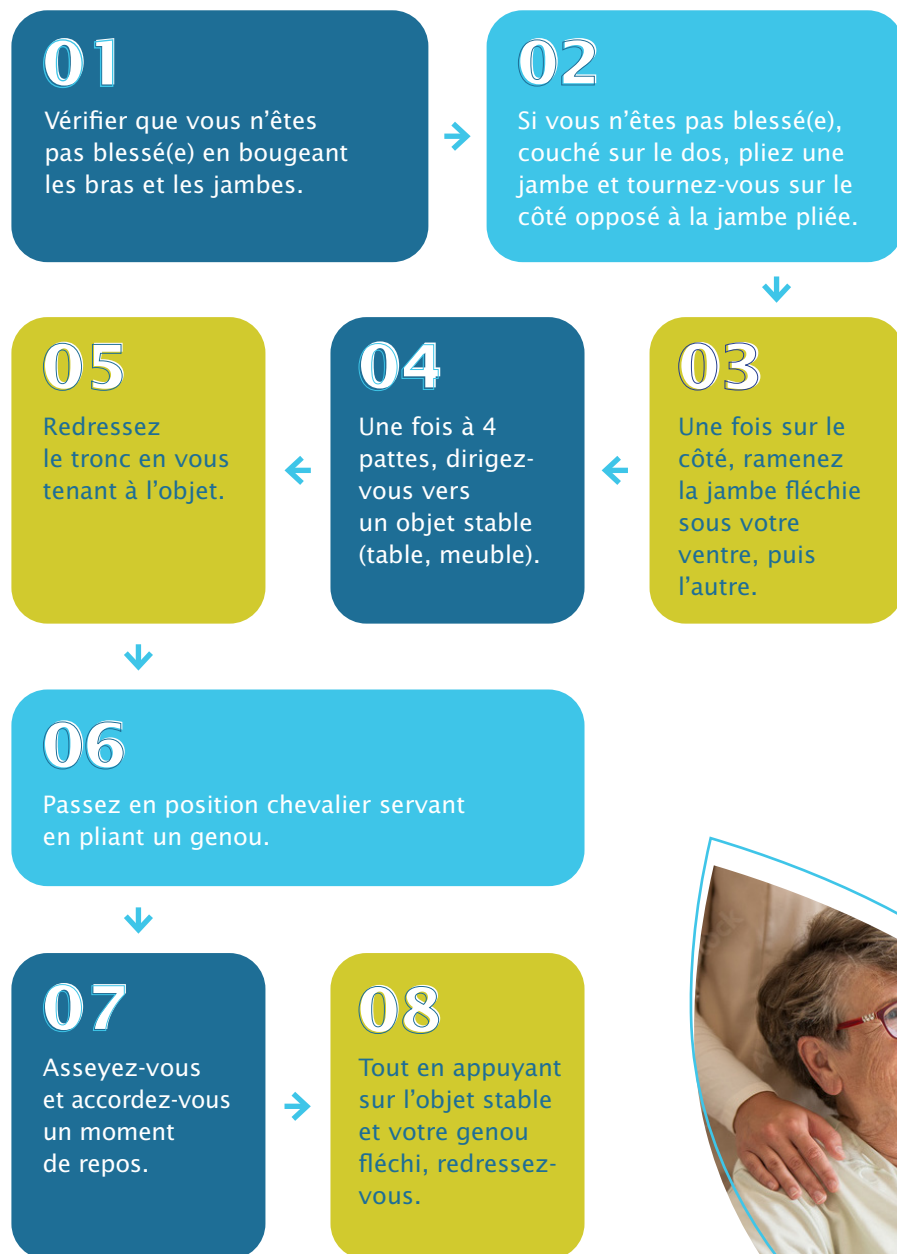 01
Vérifier que vous n’êtes
pas blessé(e) en bougeant
les bras et les jambes.
02
Si vous n’êtes pas blessé(e),
couché sur le dos, pliez une
jambe et tournez-vous sur le
côté opposé à la jambe pliée.
03
Une fois sur le
côté, ramenez
la jambe fléchie
sous votre
ventre, puis
l’autre.
04
Une fois à 4
pattes, dirigez-
vous vers
un objet stable
(table, meuble).
05
Redressez
le tronc en vous
tenant à l’objet.
06
Passez en position chevalier servant
en pliant un genou.
07
Asseyez-vous
et accordez-vous
un moment
de repos.
08
Tout en appuyant
sur l’objet stable
et votre genou
fléchi, redressez-
vous.